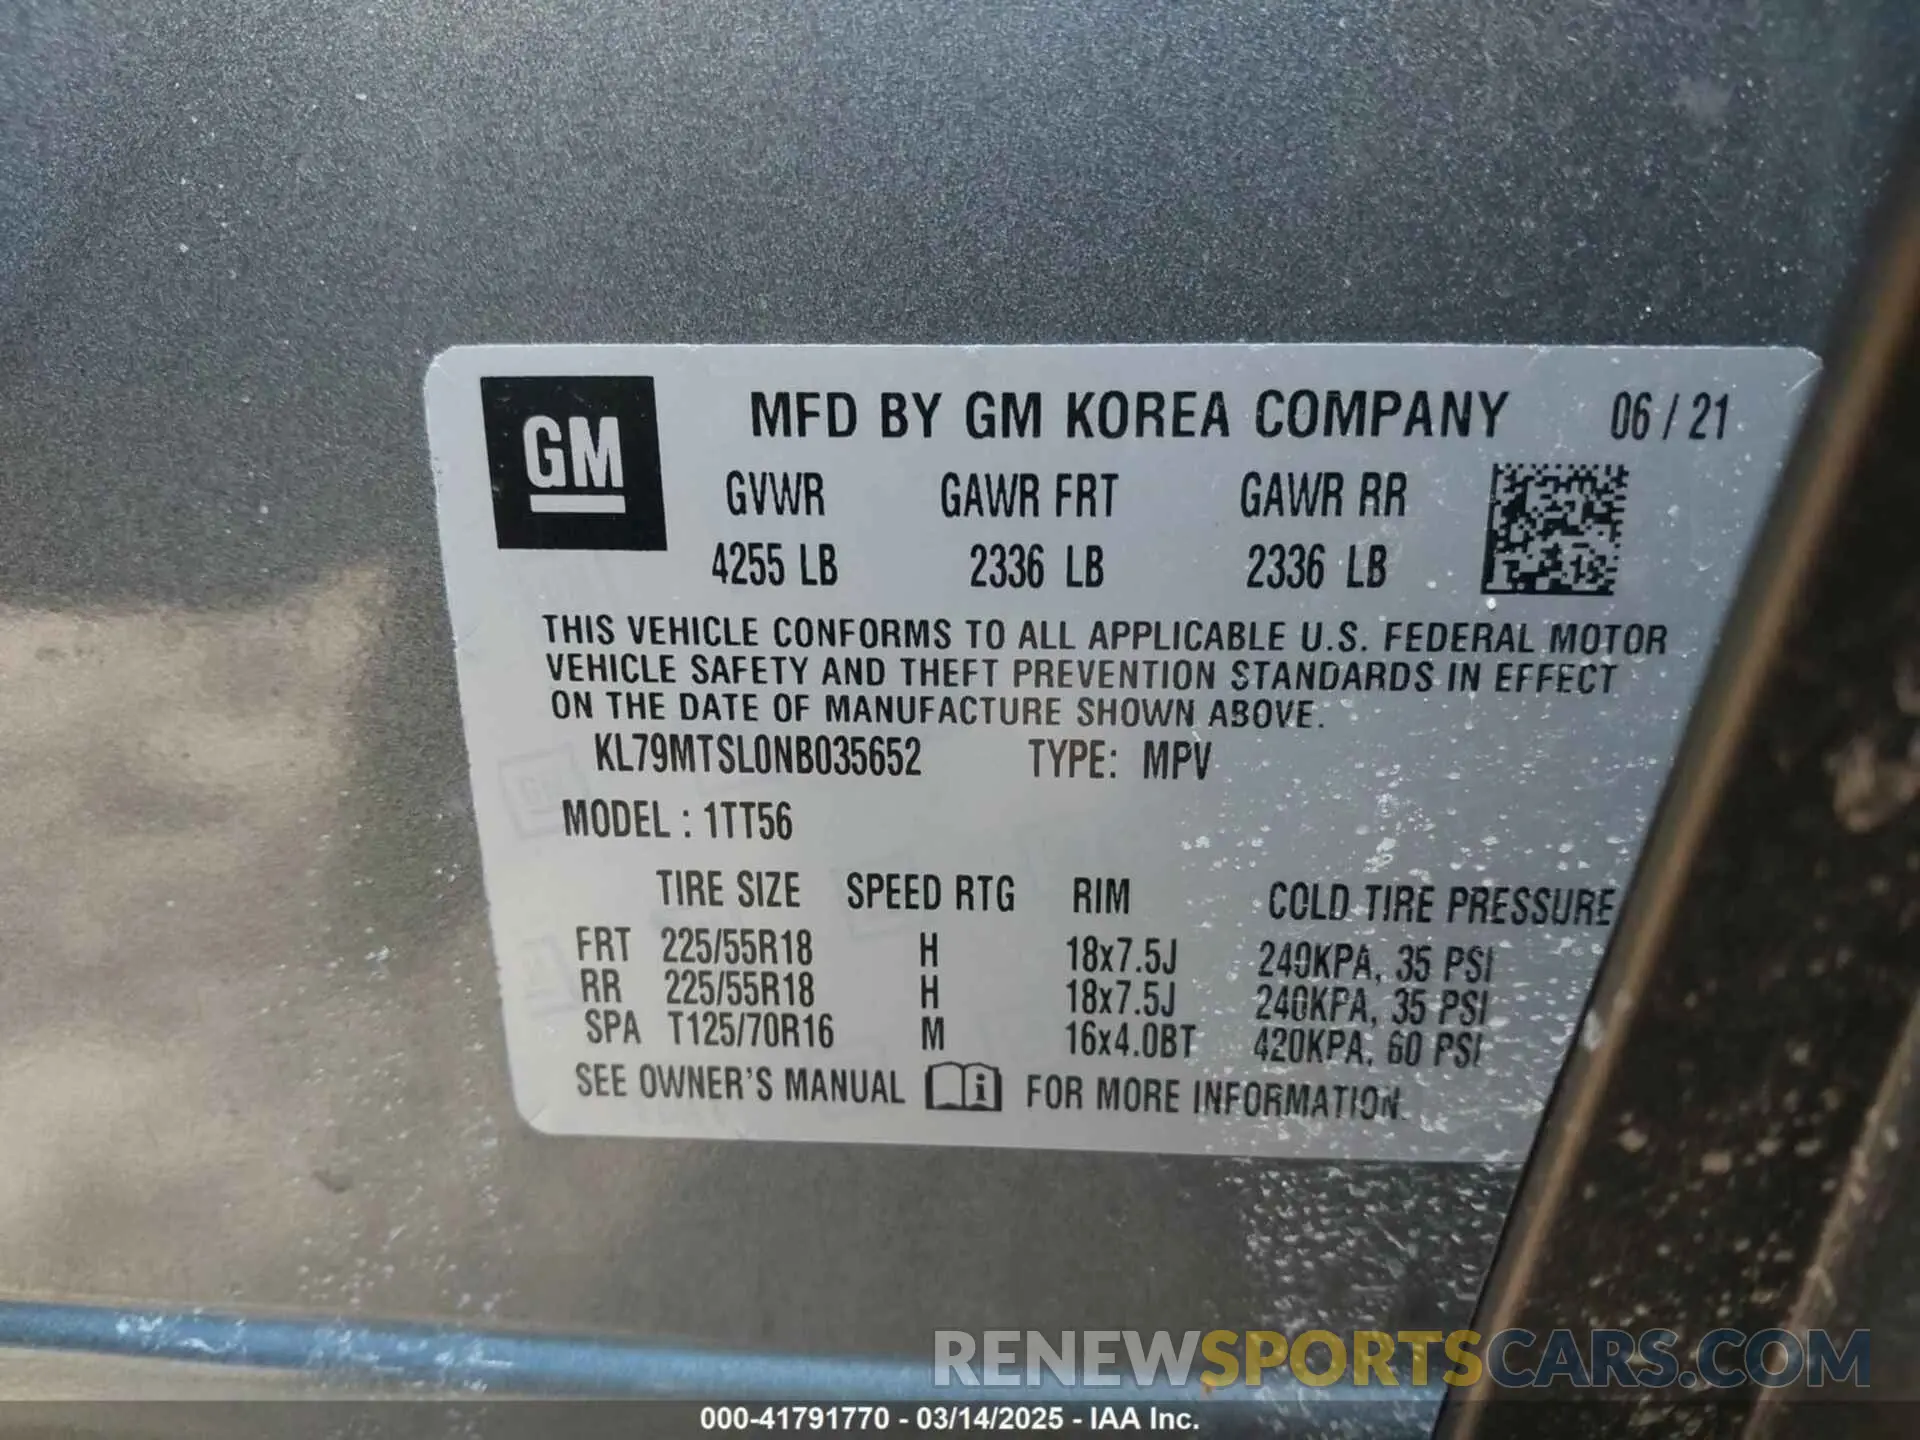 GM
MFD BY GM KOREA COMPANY 06 / 21
GVWR GAWR FRT GAWR RR
4255 LB 2336 LB 2336 LB
THIS VEHICLE CONFORMS TO ALL APPLICABLE U.S. FEDERAL MOTOR
VEHICLE SAFETY AND THEFT PREVENTION STANDARDS IN EFFECT
ON THE DATE OF MANUFACTURE SHOWN ABOVE.
KL79MTSL0NB035652 TYPE: MPV
MODEL : 1TT56
TIRE SIZE SPEED RTG RIM COLD TIRE PRESSURE
FRT 225/55R18 H 18x7.5J 240KPA, 35 PSI
RR 225/55R18 H 18x7.5J 240KPA, 35 PSI
SPA T125/70R16 M 16x4.0BT 420KPA, 60 PSI
SEE OWNER'S MANUAL i FOR MORE INFORMATION.
RENEWSPORTSCARS.COM
000-41791770 - 03/14/2025 - IAA Inc.